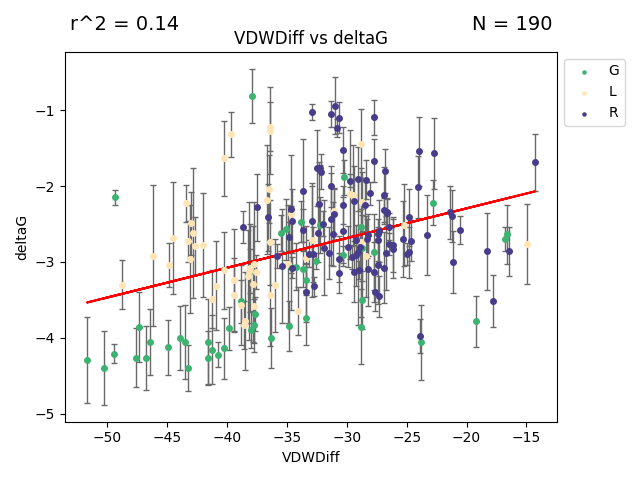 r^2 = 0.14 N = 190
VDWDiff vs deltaG
G
L
R
deltaG
−1
−2
−3
−4
−5
−50 −45 −40 −35 −30 −25 −20 −15
VDWDiff